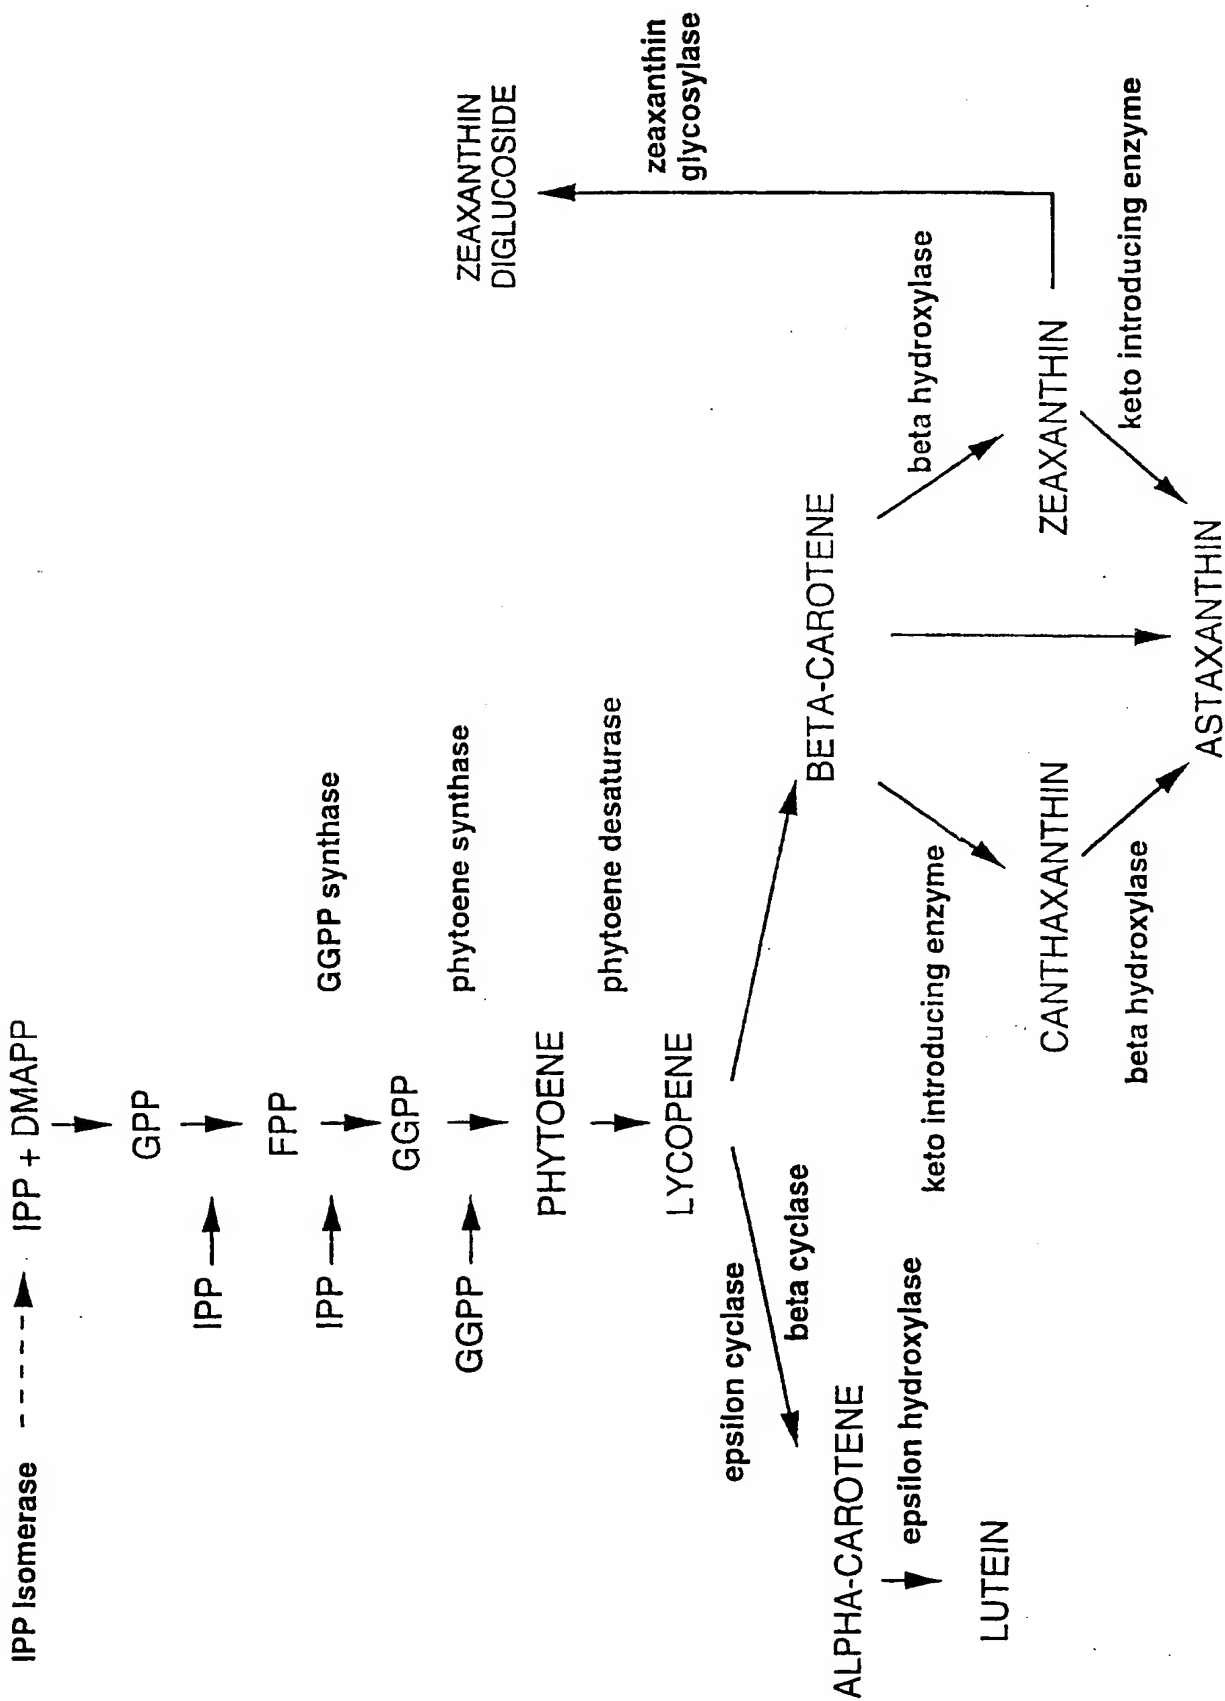 IPP Isomerase
IPP + DMAPP
GPP
IPP
FPP
IPP
GGPP synthase
GGPP
GGPP
phytoene synthase
PHYTOENE
phytoene desaturase
LYCOPENE
epsilon cyclase
beta cyclase
ALPHA-CAROTENE
epsilon hydroxylase
LUTEIN
BETA-CAROTENE
keto introducing enzyme
beta hydroxylase
CANTHAXANTHIN
ZEAXANTHIN
beta hydroxylase
keto introducing enzyme
ASTAXANTHIN
ZEAXANTHIN
DIGLUCOSIDE
zeaxanthin
glycosylase